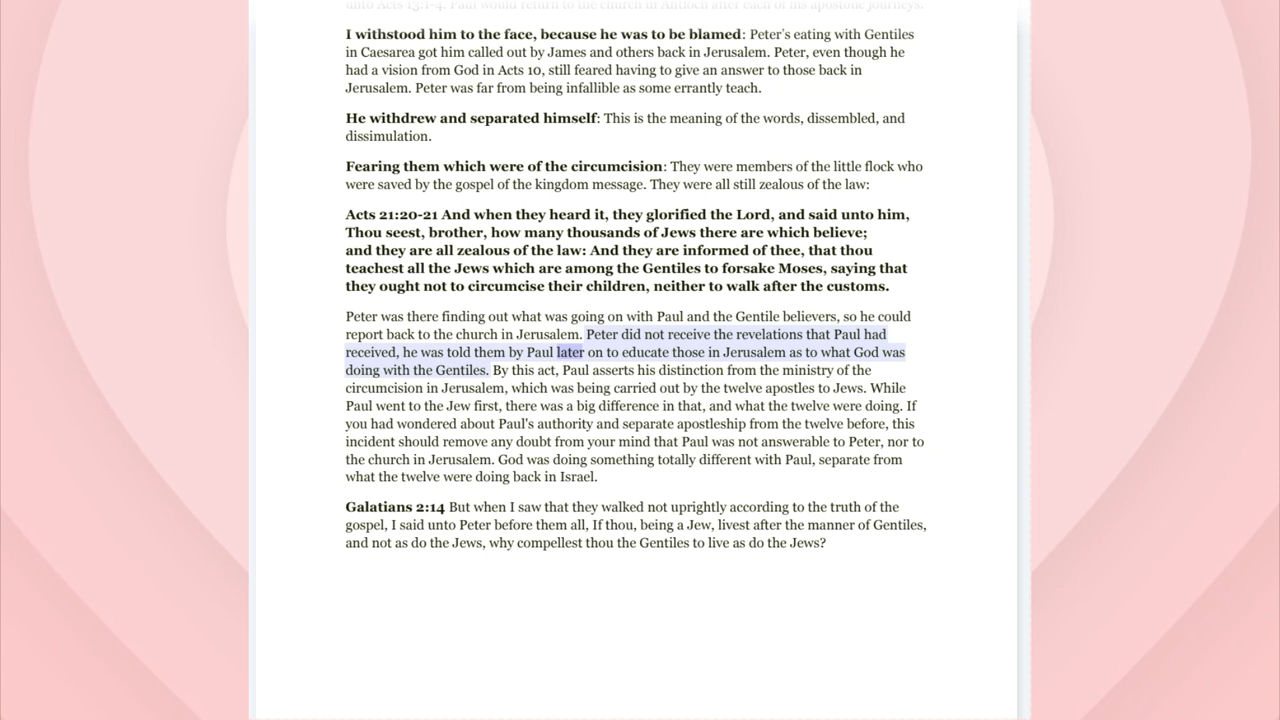 unto Acts 13:1-4. Paul would return to the church in Antioch after each of his apostolic journeys.
I withstood him to the face, because he was to be blamed: Peter's eating with Gentiles
in Caesarea got him called out by James and others back in Jerusalem. Peter, even though he
had a vision from God in Acts 10, still feared having to give an answer to those back in
Jerusalem. Peter was far from being infallible as some errantly teach.
He withdrew and separated himself: This is the meaning of the words, dissembled, and
dissimulation.
Fearing them which were of the circumcision: They were members of the little flock who
were saved by the gospel of the kingdom message. They were all still zealous of the law:
Acts 21:20-21 And when they heard it, they glorified the Lord, and said unto him,
Thou seest, brother, how many thousands of Jews there are which believe;
and they are all zealous of the law: And they are informed of thee, that thou
teachest all the Jews which are among the Gentiles to forsake Moses, saying that
they ought not to circumcise their children, neither to walk after the customs.
Peter was there finding out what was going on with Paul and the Gentile believers, so he could
report back to the church in Jerusalem. Peter did not receive the revelations that Paul had
received, he was told them by Paul later on to educate those in Jerusalem as to what God was
doing with the Gentiles. By this act, Paul asserts his distinction from the ministry of the
circumcision in Jerusalem, which was being carried out by the twelve apostles to Jews. While
Paul went to the Jew first, there was a big difference in that, and what the twelve were doing. If
you had wondered about Paul's authority and separate apostleship from the twelve before, this
incident should remove any doubt from your mind that Paul was not answerable to Peter, nor to
the church in Jerusalem. God was doing something totally different with Paul, separate from
what the twelve were doing back in Israel.
Galatians 2:14 But when I saw that they walked not uprightly according to the truth of the
gospel, I said unto Peter before them all, If thou, being a Jew, livest after the manner of Gentiles,
and not as do the Jews, why compellest thou the Gentiles to live as do the Jews?